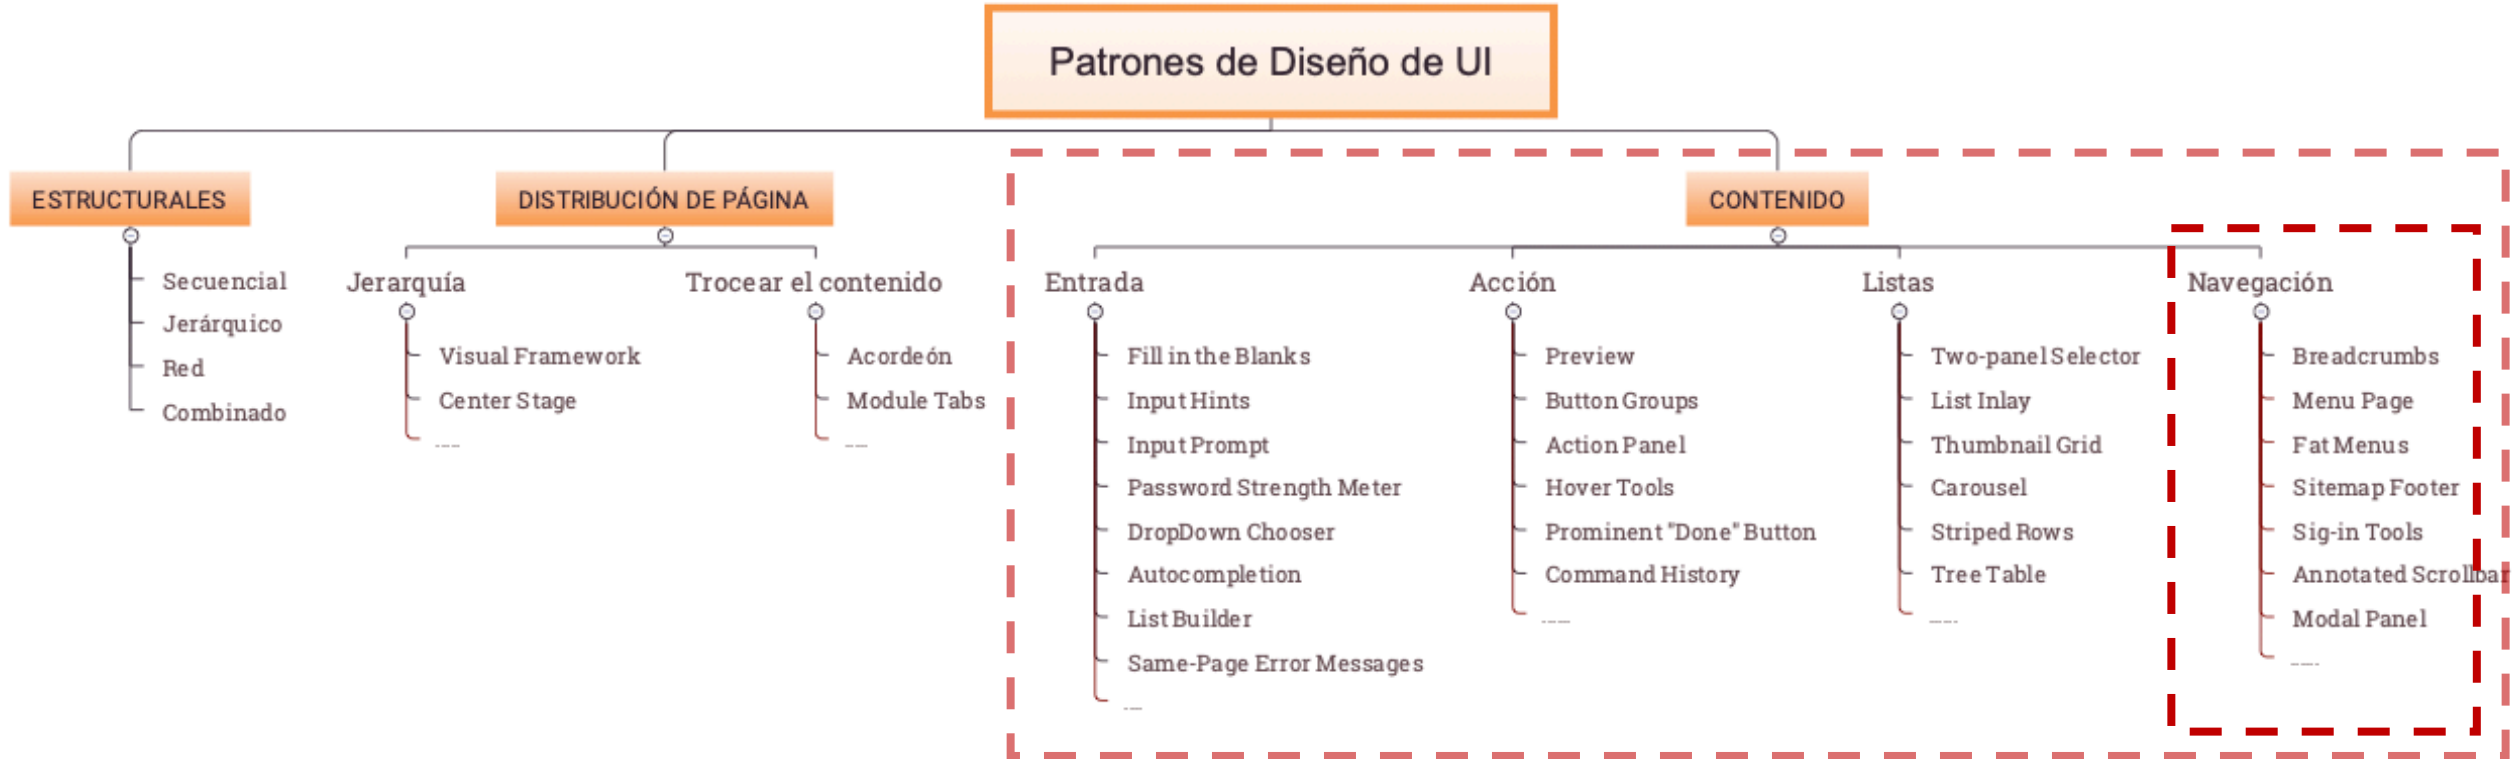 Patrones de Diseño de UI
ESTRUCTURALES
Secuencial
Jerárquico
Red
Combinado
DISTRIBUCIÓN DE PÁGINA
Jerarquía
Visual Framework
Center Stage
Trocear el contenido
Acordeón
Module Tabs
CONTENIDO
Entrada
Fill in the Blanks
Input Hints
Input Prompt
Password Strength Meter
DropDown Chooser
Autocompletion
List Builder
Same-Page Error Messages
Acción
Preview
Button Groups
Action Panel
Hover Tools
Prominent "Done" Button
Command History
Listas
Two-panel Selector
List Inlay
Thumbnail Grid
Carousel
Striped Rows
Tree Table
Navegación
Breadcrumbs
Menu Page
Fat Menus
Sitemap Footer
Sig-in Tools
Annotated Scrollbar
Modal Panel